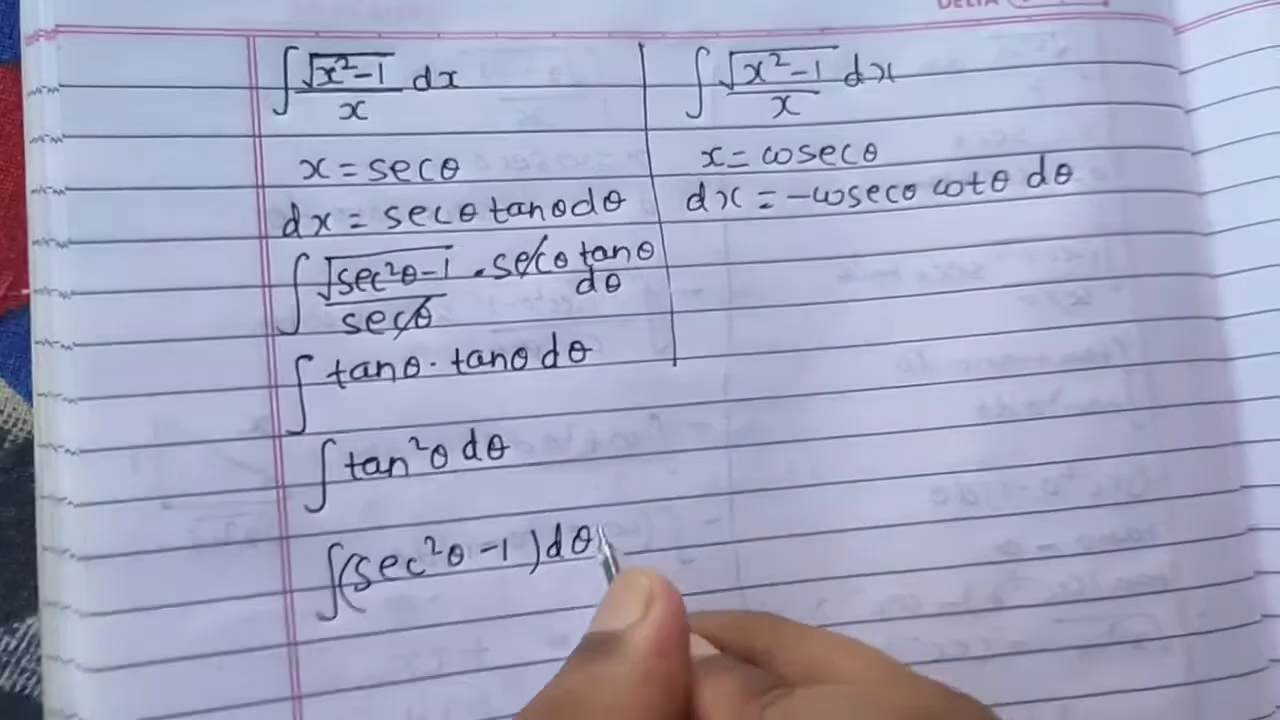 DELTA
∫ √(x²-1) / x dx
x = secθ
dx = secθ tanθ dθ
∫ √(sec²θ-1) / secθ . secθ tanθ dθ
∫ tanθ · tanθ dθ
∫ tan²θ dθ
∫ (sec²θ - 1) dθ
∫ √(x²-1) / x dx
x = cosecθ
dx = -cosecθ cotθ dθ